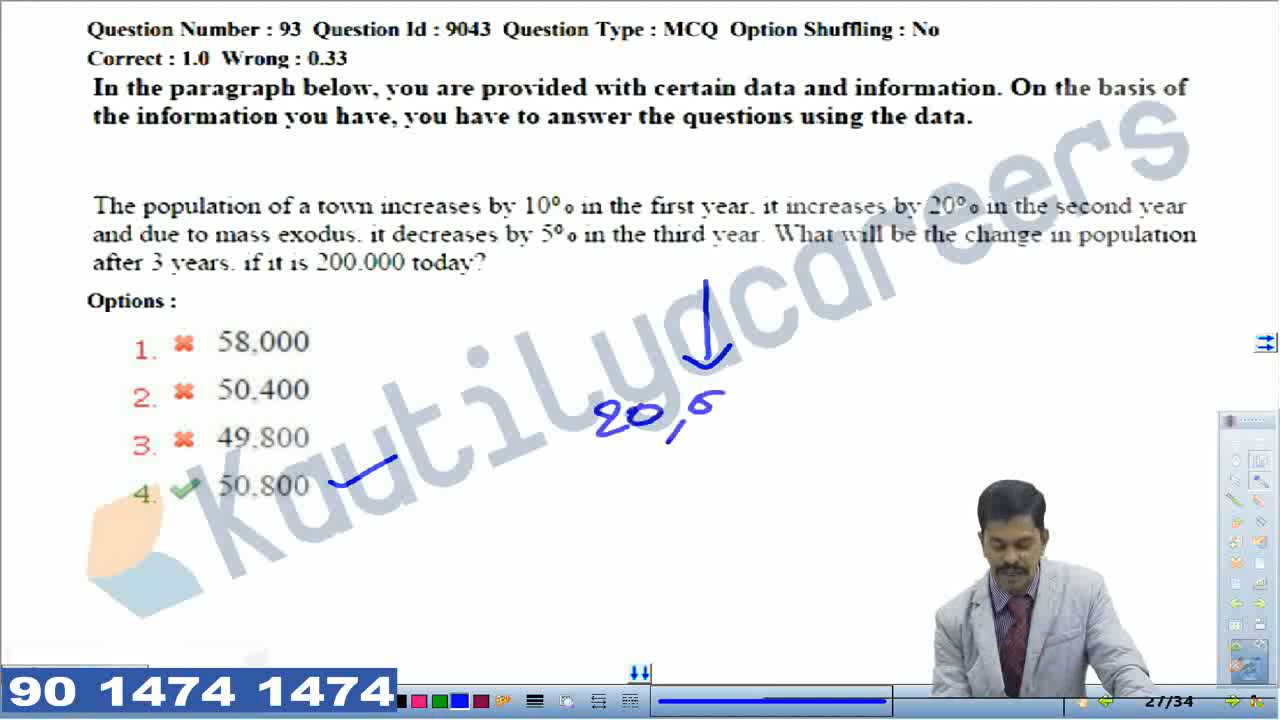 Question Number : 93 Question Id : 9043 Question Type : MCQ Option Shuffling : No
Correct : 1.0 Wrong : 0.33
In the paragraph below, you are provided with certain data and information. On the basis of
the information you have, you have to answer the questions using the data.
The population of a town increases by 10% in the first year. it increases by 20% in the second year
and due to mass exodus. it decreases by 5% in the third year. What will be the change in population
after 3 years. if it is 200.000 today?
Options :
1. 58,000
2. 50,400
3. 49,800
4. 50,800
20,5
Kautilyacareers
90 1474 1474
27/34